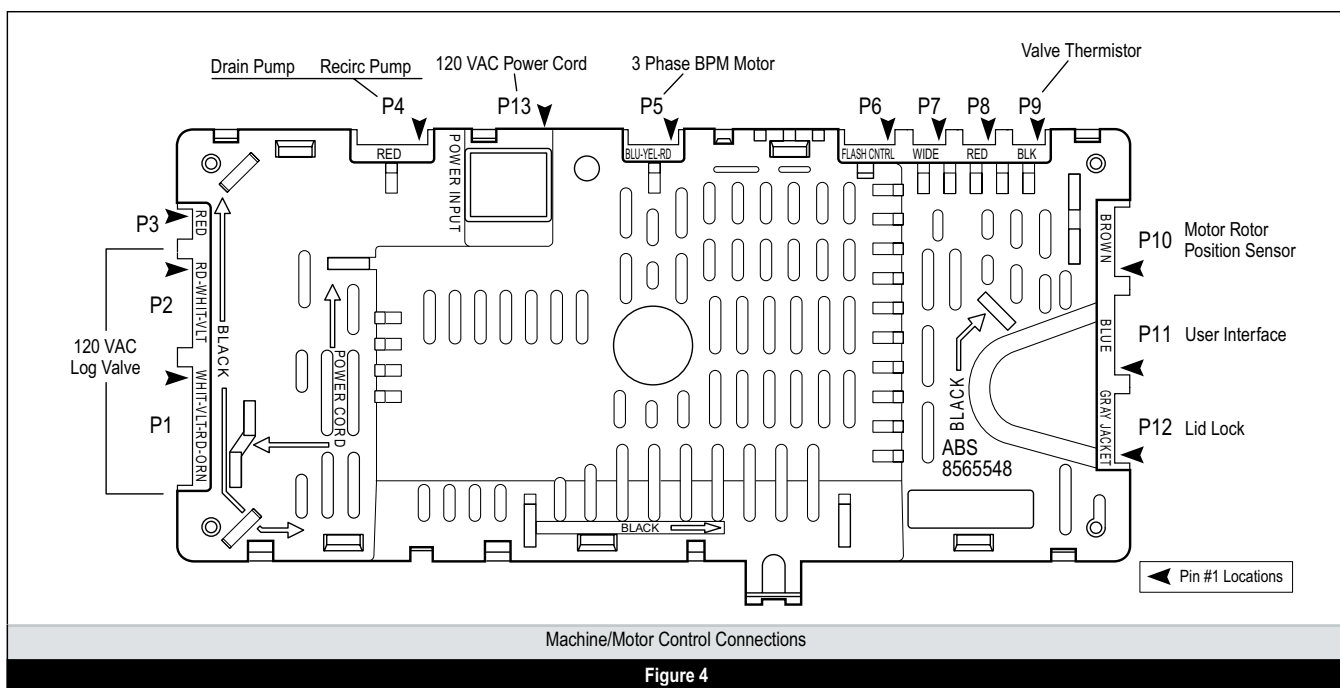 Valve Thermistor
Drain Pump Recirc Pump 120 VAC Power Cord 3 Phase BPM Motor
P4 P13 P5 P6 P7 P8 P9
RED
POWER INPUT
BLU-YEL-RD
FLASH CNTRL WIDE RED BLK
P3 RED
P2 RD-WHIT-VLT
120 VAC
Log Valve
P1 WHIT-VLT-RD-ORN
BLACK
POWER CORD
BLACK
BLACK
ABS
8565548
BROWN P10 Motor Rotor
Position Sensor
BLUE P11 User Interface
GRAY JACKET P12 Lid Lock
Pin #1 Locations
Machine/Motor Control Connections
Figure 4